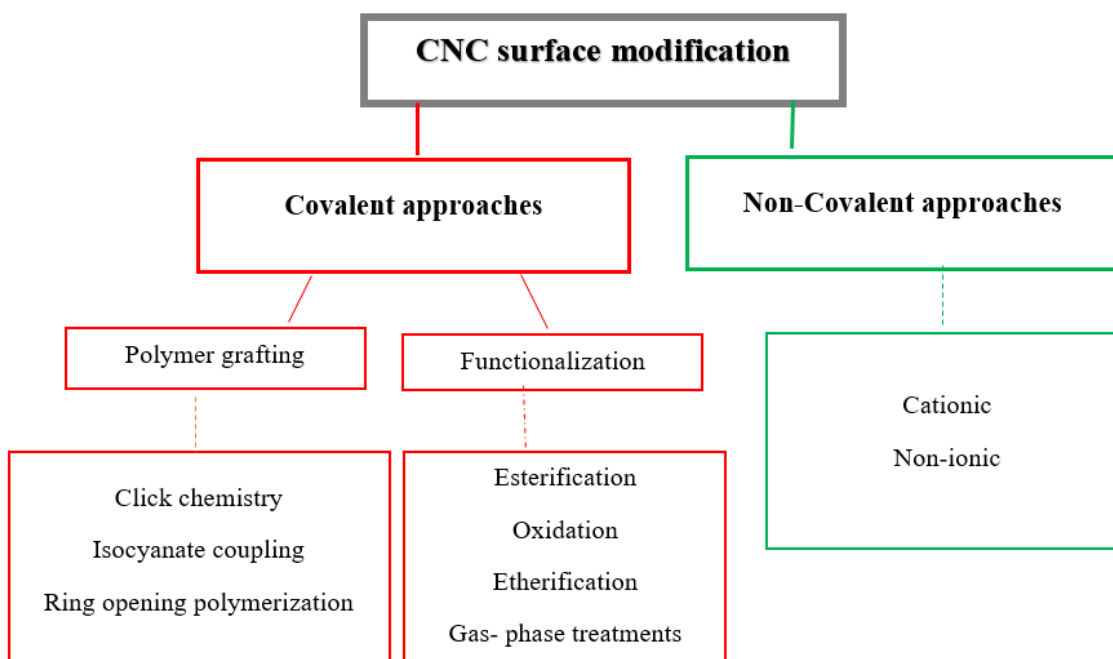 CNC surface modification
Covalent approaches
Non-Covalent approaches
Polymer grafting
Functionalization
Click chemistry
Isocyanate coupling
Ring opening polymerization
Esterification
Oxidation
Etherification
Gas- phase treatments
Cationic
Non-ionic